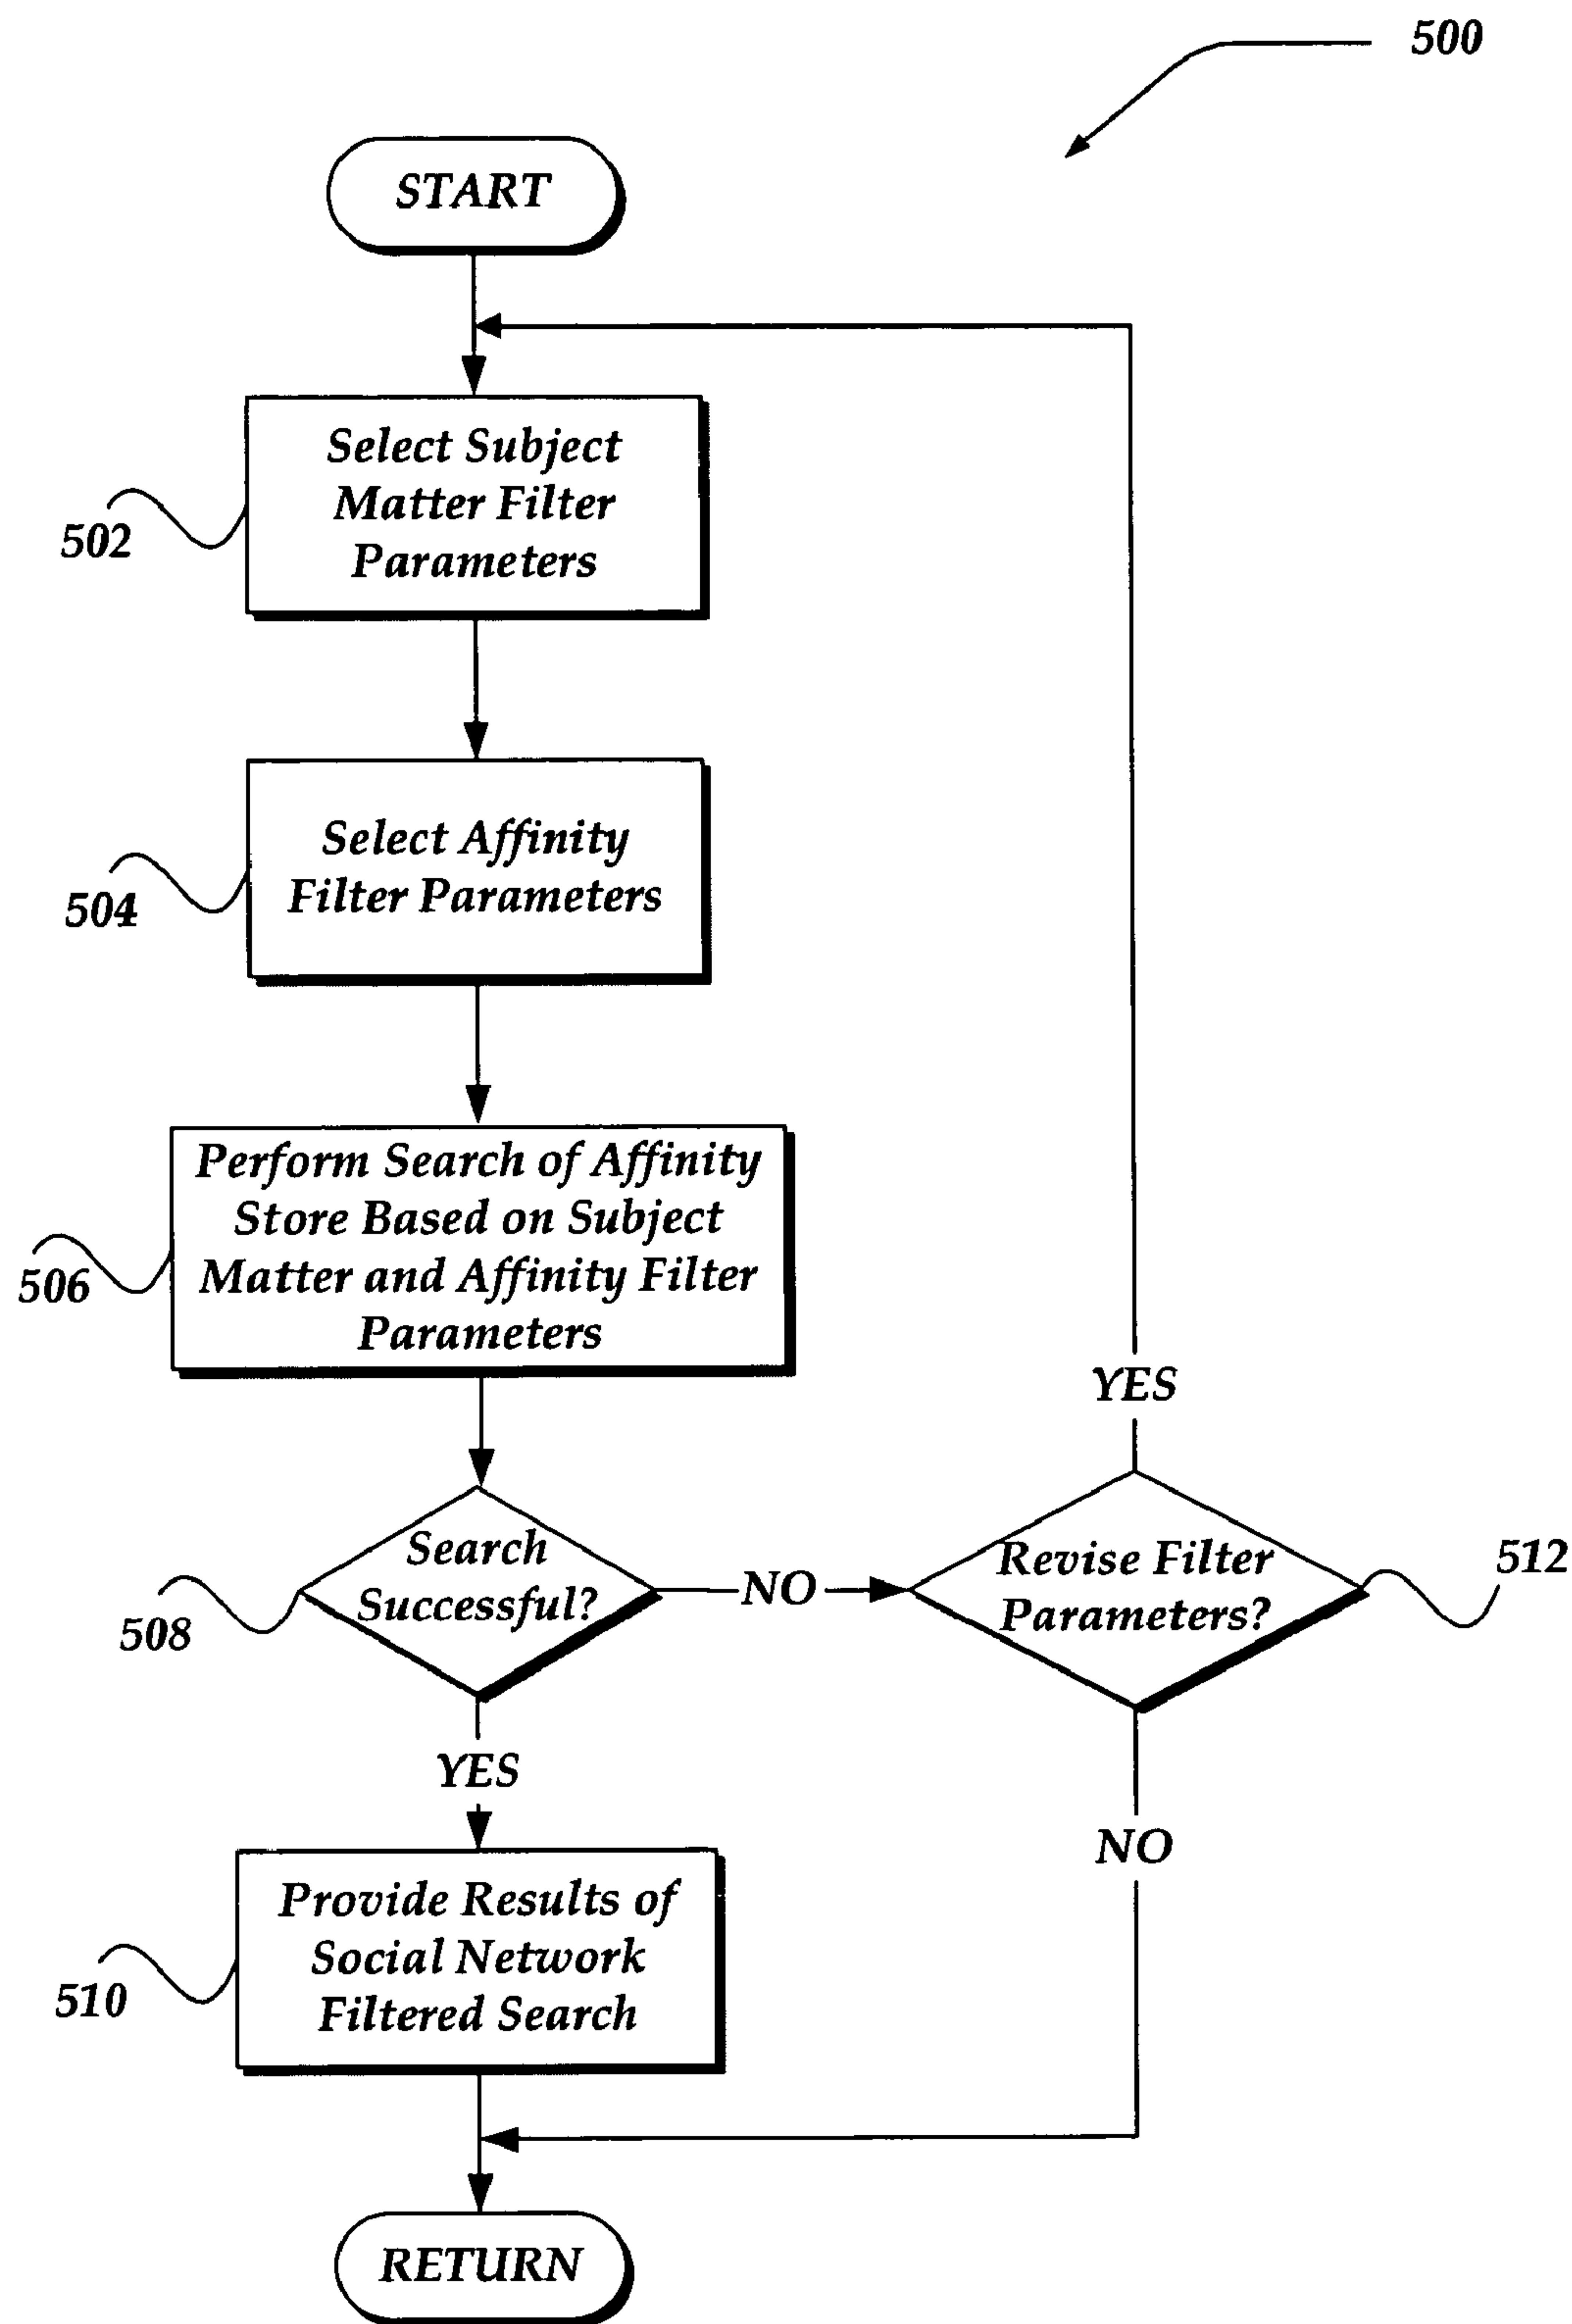 500
START
Select Subject
Matter Filter
Parameters
502
Select Affinity
Filter Parameters
504
Perform Search of Affinity
Store Based on Subject
Matter and Affinity Filter
Parameters
506
YES
Search
Successful?
508
NO
Revise Filter
Parameters?
512
YES
NO
Provide Results of
Social Network
Filtered Search
510
RETURN